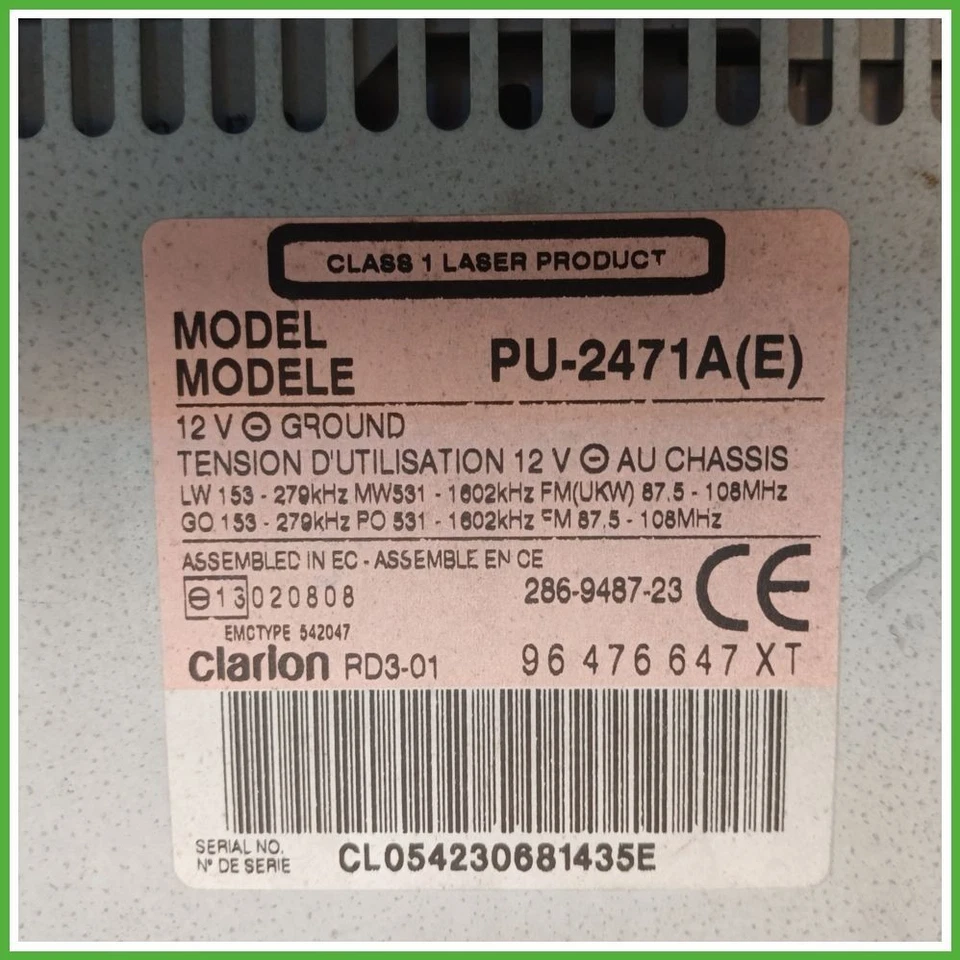 CLASS 1 LASER PRODUCT
MODEL
MODELE
PU-2471A(E)
12 V ⊖ GROUND
TENSION D'UTILISATION 12 V ⊖ AU CHASSIS
LW 153 - 279kHz MW531 - 1602kHz FM(UKW) 87.5 - 108MHz
GO 153 - 279kHz PO 531 - 1602kHz FM 87.5 - 108MHz
ASSEMBLED IN EC - ASSEMBLE EN CE
⊖13020808
286-9487-23 CE
EMCTYPE 542047
clarion RD3-01
96 476 647 XT
SERIAL NO.
N° DE SERIE
CL054230681435E